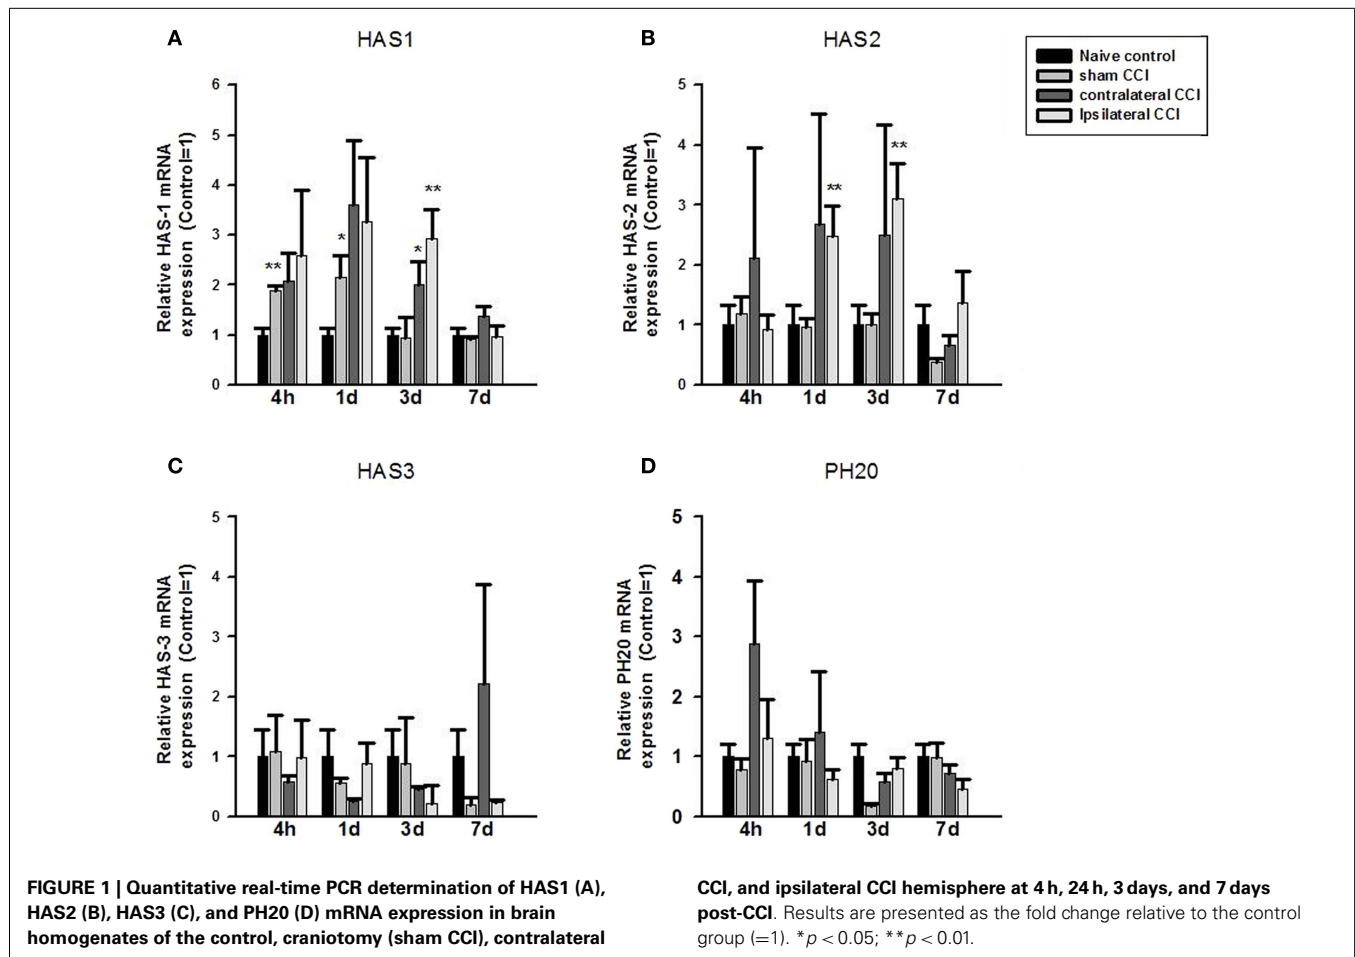 A
HAS1
Relative HAS-1 mRNA
expression (Control=1)
6
5
4
3
2
1
0
**
*
*
**
4h
1d
3d
7d
B
HAS2
Relative HAS-2 mRNA
expression (Control=1)
5
4
3
2
1
0
**
**
4h
1d
3d
7d
Naive control
sham CCI
contralateral CCI
Ipsilateral CCI
C
HAS3
Relative HAS-3 mRNA
expression (Control=1)
5
4
3
2
1
0
4h
1d
3d
7d
D
PH20
Relative PH20 mRNA
expression (Control=1)
5
4
3
2
1
0
4h
1d
3d
7d
FIGURE 1 | Quantitative real-time PCR determination of HAS1 (A),
HAS2 (B), HAS3 (C), and PH20 (D) mRNA expression in brain
homogenates of the control, craniotomy (sham CCI), contralateral
CCI, and ipsilateral CCI hemisphere at 4 h, 24 h, 3 days, and 7 days
post-CCI. Results are presented as the fold change relative to the control
group (=1). *p < 0.05; **p < 0.01.